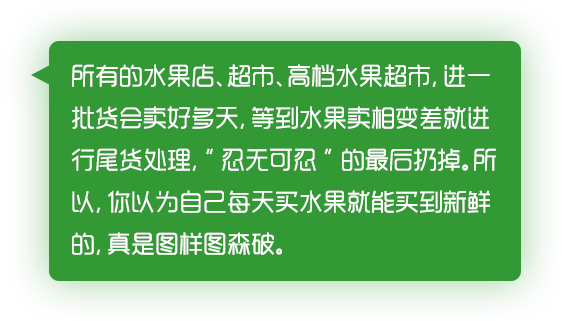 所有的水果店、超市、高档水果超市,进一
批货会卖好多天,等到水果卖相变差就进
行尾货处理,"忍无可忍"的最后扔掉。所
以,你以为自己每天买水果就能买到新鲜
的,真是图样图森破。